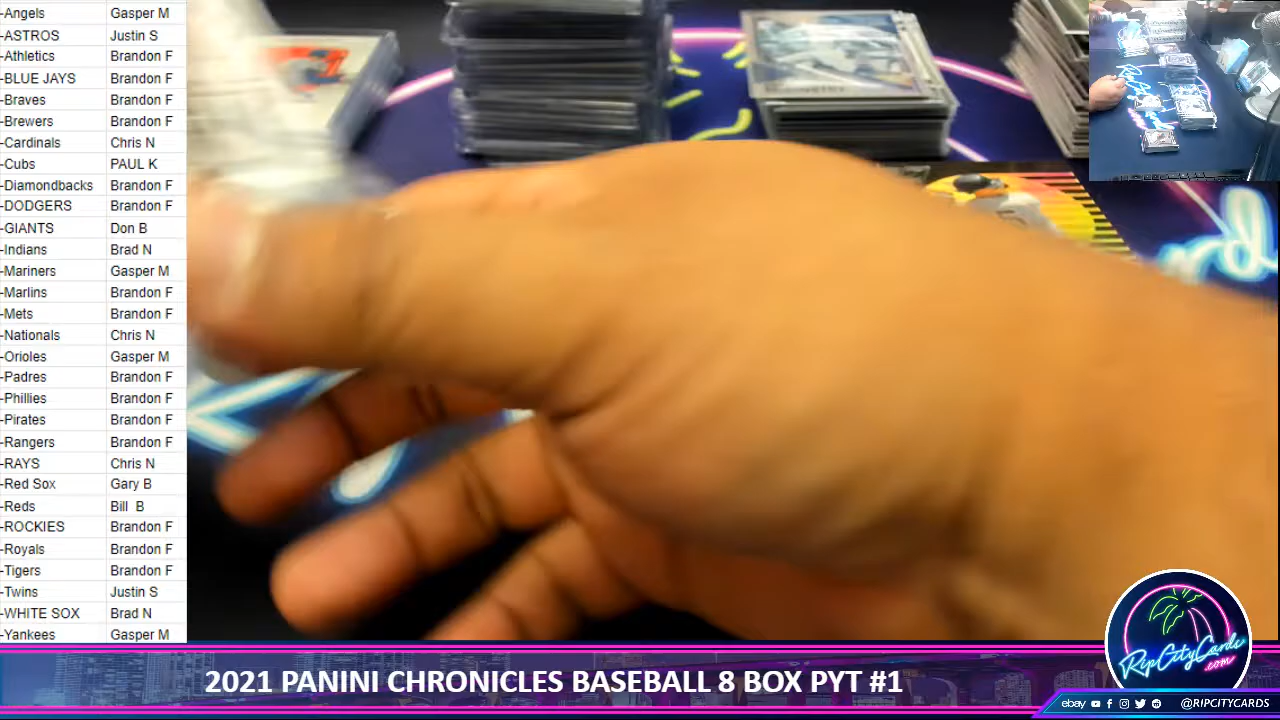 -Angels Gasper M
-ASTROS Justin S
-Athletics Brandon F
-BLUE JAYS Brandon F
-Braves Brandon F
-Brewers Brandon F
-Cardinals Chris N
-Cubs PAUL K
-Diamondbacks Brandon F
-DODGERS Brandon F
-GIANTS Don B
-Indians Brad N
-Mariners Gasper M
-Marlins Brandon F
-Mets Brandon F
-Nationals Chris N
-Orioles Gasper M
-Padres Brandon F
-Phillies Brandon F
-Pirates Brandon F
-Rangers Brandon F
-RAYS Chris N
-Red Sox Gary B
-Reds Bill B
-ROCKIES Brandon F
-Royals Brandon F
-Tigers Brandon F
-Twins Justin S
-WHITE SOX Brad N
-Yankees Gasper M
2021 PANINI CHRONICLES BASEBALL 8 BOX PYT #1
RipCityCards
.com
ebay @RIPCITYCARDS